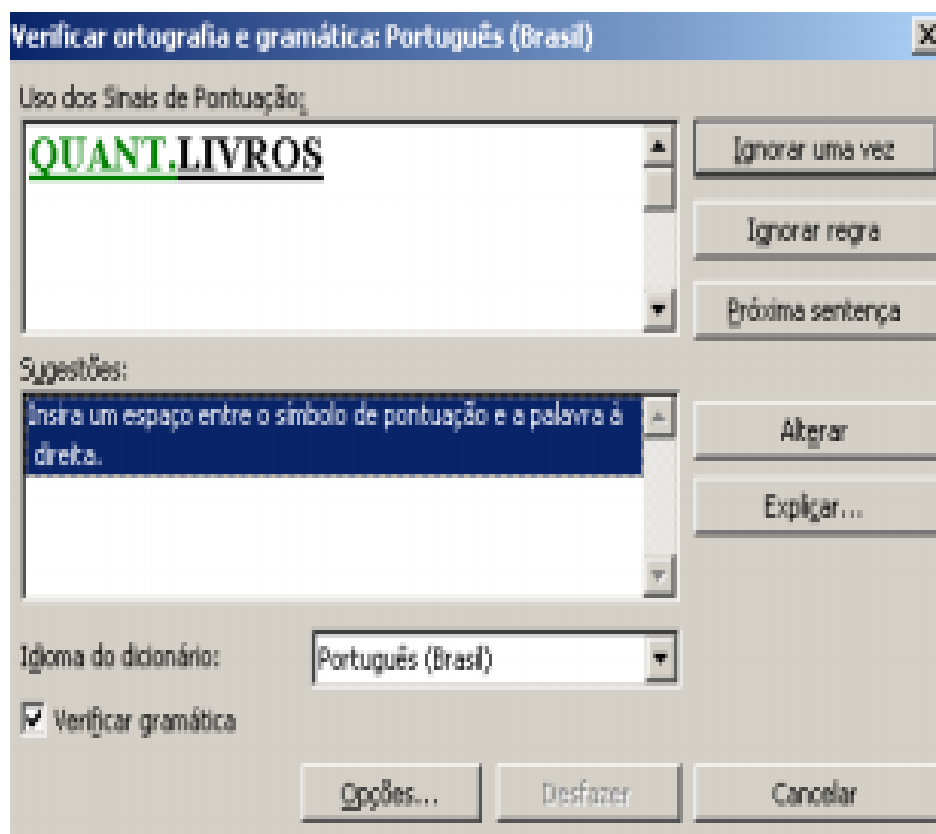 Verificar ortografia e gramática: Português (Brasil)
Uso dos Sinais de Pontuação:
QUANT.LIVROS
Ignorar uma vez
Ignorar regra
Próxima sentença
Sugestões:
Insira um espaço entre o símbolo de pontuação e a palavra à
direita.
Alterar
Explicar...
Idioma do dicionário:
Português (Brasil)
Verificar gramática
Opções...
Desfazer
Cancelar